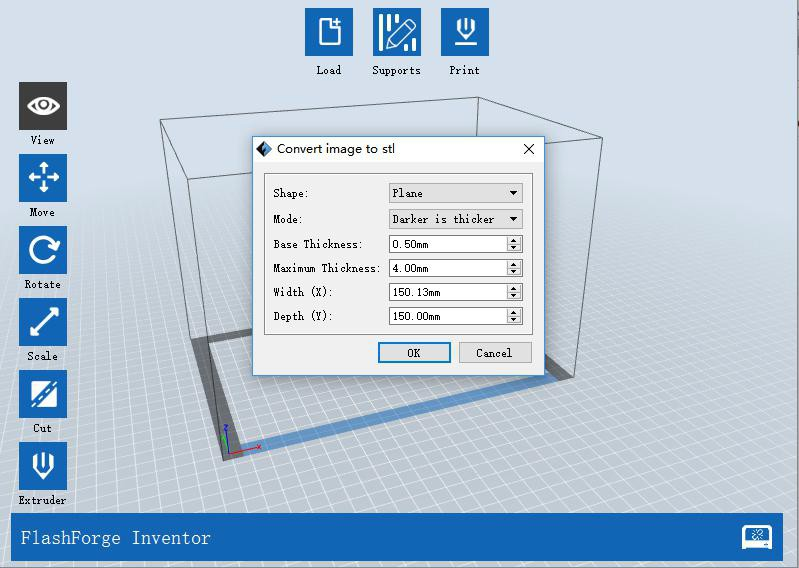 Load Supports Print
View
Move
Rotate
Scale
Cut
Extruder
Convert image to stl
Shape: Plane
Mode: Darker is thicker
Base Thickness: 0.50mm
Maximum Thickness: 4.00mm
Width (X): 150.13mm
Depth (Y): 150.00mm
OK Cancel
z
x
FlashForge Inventor